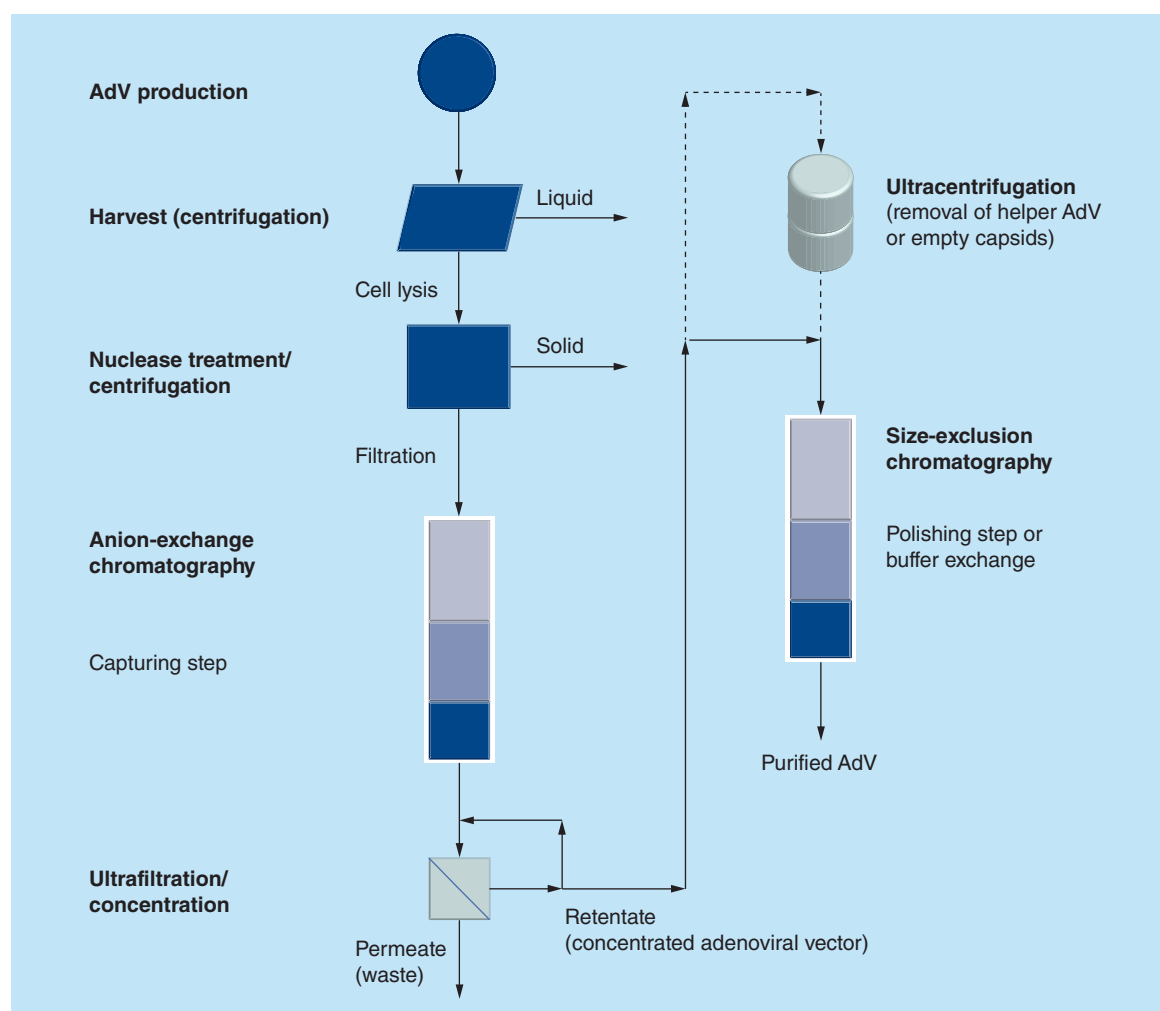 AdV production
Harvest (centrifugation)
Liquid
Cell lysis
Nuclease treatment/
centrifugation
Solid
Filtration
Anion-exchange
chromatography
Capturing step
Ultrafiltration/
concentration
Retentate
(concentrated adenoviral vector)
Permeate
(waste)
Ultracentrifugation
(removal of helper AdV
or empty capsids)
Size-exclusion
chromatography
Polishing step or
buffer exchange
Purified AdV